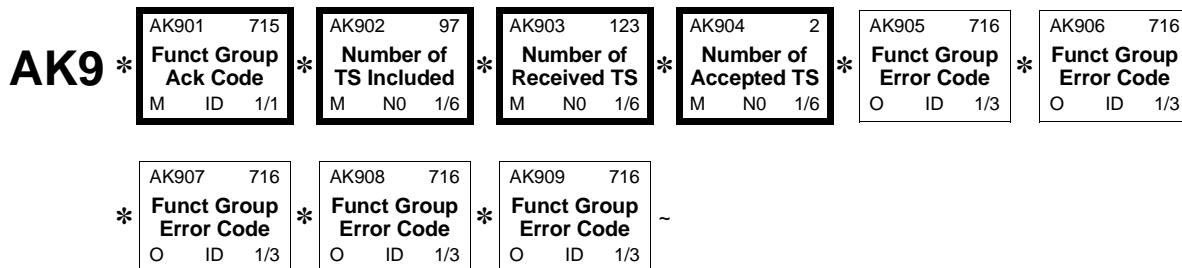 AK901 715 AK902 97 AK903 123 AK904 2 AK905 716 AK906 716
AK9 * Funct Group Ack Code * Number of TS Included * Number of Received TS * Number of Accepted TS * Funct Group Error Code * Funct Group Error Code
M ID 1/1 M N0 1/6 M N0 1/6 M N0 1/6 O ID 1/3 O ID 1/3
AK907 716 AK908 716 AK909 716
* Funct Group Error Code * Funct Group Error Code * Funct Group Error Code ~
O ID 1/3 O ID 1/3 O ID 1/3